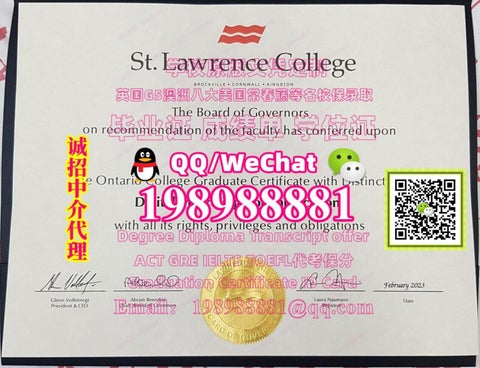 St. Lawrence College
学校原版文凭定制
BROCKVILLE • CORNWALL • KINGSTON
英国G5澳洲八大美国常春藤等名校保录取
The Board of Governors
on recommendation of the faculty has conferred upon
毕业证 成绩单 学位证
QQ/WeChat
诚招中介代理
e Ontario College Graduate Certificate with Distinct
198988881
with all its rights, privileges and obligations
Degree Diploma Transcript offer
ACT GRE IELTS TOEFL代考保分
Email: 198988881@qq.com
February 2023
Glenn Vollebregt
President & CEO
Laura Naumann
Date